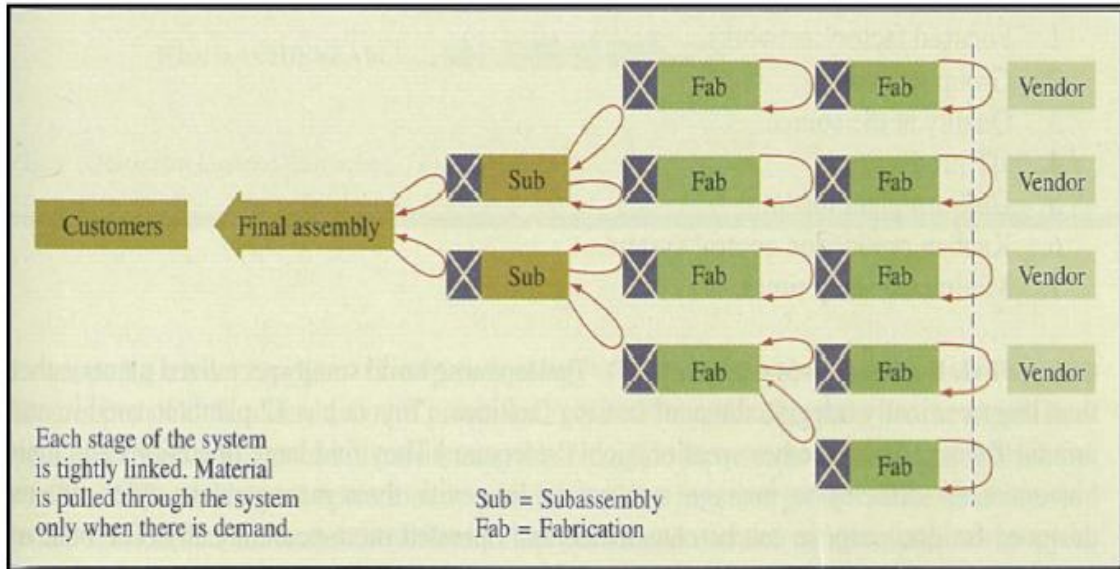 Fab Fab Vendor
Sub Fab Fab Vendor
Customers Final assembly
Sub Fab Fab Vendor
Fab Fab Vendor
Fab Vendor
Each stage of the system
is tightly linked. Material
is pulled through the system
only when there is demand.
Sub = Subassembly
Fab = Fabrication